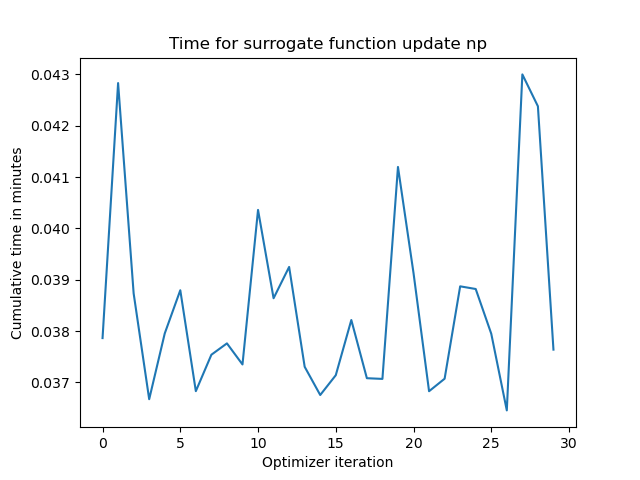 Time for surrogate function update np
0.043
0.042
0.041
0.040
0.039
0.038
0.037
Cumulative time in minutes
0 5 10 15 20 25 30
Optimizer iteration